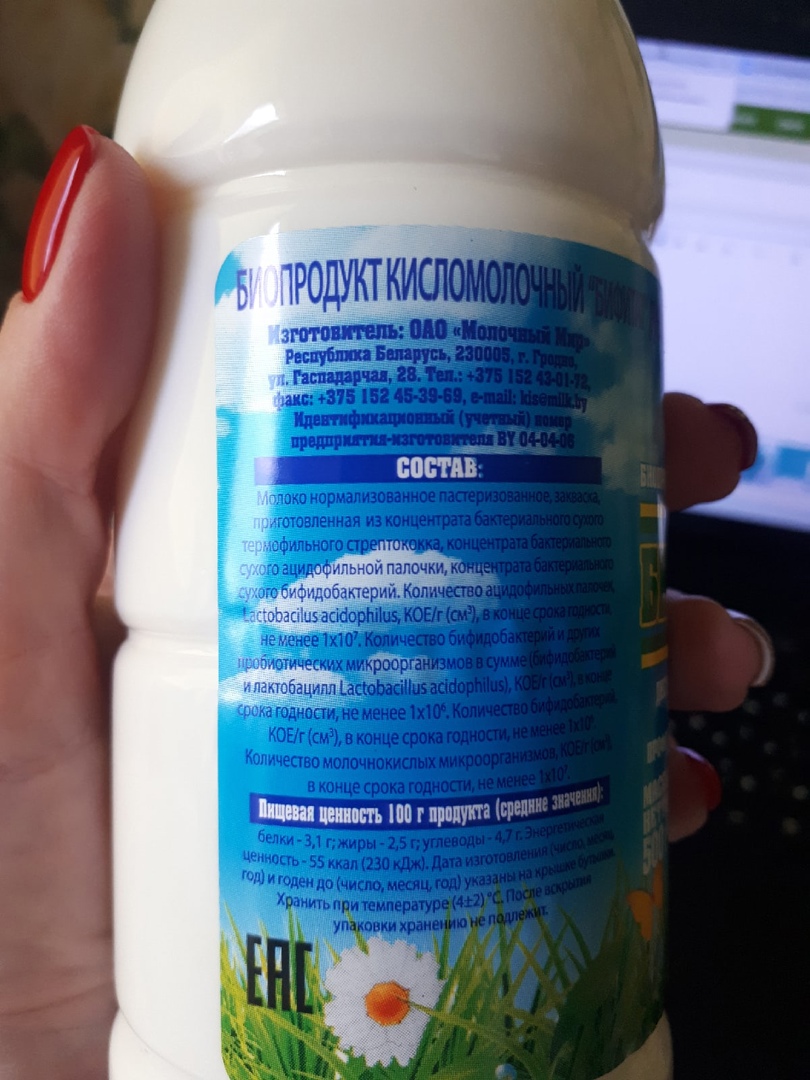 БИОПРОДУКТ КИСЛОМОЛОЧНЫЙ
Изготовитель: ОАО «Молочный Мир»
Республика Беларусь, 230005, г. Гродно,
ул. Гаспадарчая, 28. Тел.: +375 152 43-01-72,
факс: +375 152 45-39-69, e-mail: kis@milk.by
Идентификационный (учетный) номер
предприятия-изготовителя BY 04-04-06
СОСТАВ:
Молоко нормализованное пастеризованное, закваска,
приготовленная из концентрата бактериального сухого
термофильного стрептококка, концентрата бактериального
сухого ацидофильной палочки, концентрат бактериального
сухого бифидобактерий. Количество ацидофильных палочек,
Lactobacilus acidophilus, КОЕ/г (см³), в конце срока годности,
не менее 1х10⁷. Количество бифидобактерий и других
пробиотических микроорганизмов в сумме (бифидобактерий
и лактобацилл Lactobacillus acidophilus), КОЕ/г (см³), в конце
срока годности, не менее 1х10⁶. Количество бифидобактерий,
КОЕ/г (см³), в конце срока годности, не менее
Количество молочнокислых микроорганизмов, КОЕ/г (см³),
в конце срока годности, не менее 1х10⁷.
Пищевая ценность 100 г продукта (средние значения):
белки - 3,1 г; жиры - 2,5 г; углеводы - 4,7 г. Энергетическая
ценность - 55 ккал (230 кДж). Дата изготовления (число, месяц,
год) и годен до (число, месяц, год) указаны на крышке бутылки.
Хранить при температуре (4±2) °С. После вскрытия
упаковки хранению не подлежит.
ЕАС